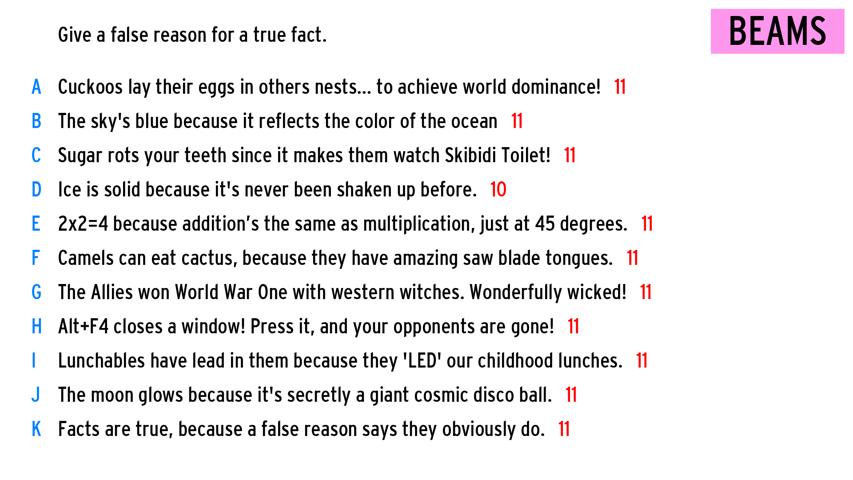 Give a false reason for a true fact.
BEAMS
A Cuckoos lay their eggs in others nests... to achieve world dominance! 11
B The sky's blue because it reflects the color of the ocean 11
C Sugar rots your teeth since it makes them watch Skibidi Toilet! 11
D Ice is solid because it's never been shaken up before. 10
E 2x2=4 because addition’s the same as multiplication, just at 45 degrees. 11
F Camels can eat cactus, because they have amazing saw blade tongues. 11
G The Allies won World War One with western witches. Wonderfully wicked! 11
H Alt+F4 closes a window! Press it, and your opponents are gone! 11
I Lunchables have lead in them because they 'LED' our childhood lunches. 11
J The moon glows because it's secretly a giant cosmic disco ball. 11
K Facts are true, because a false reason says they obviously do. 11